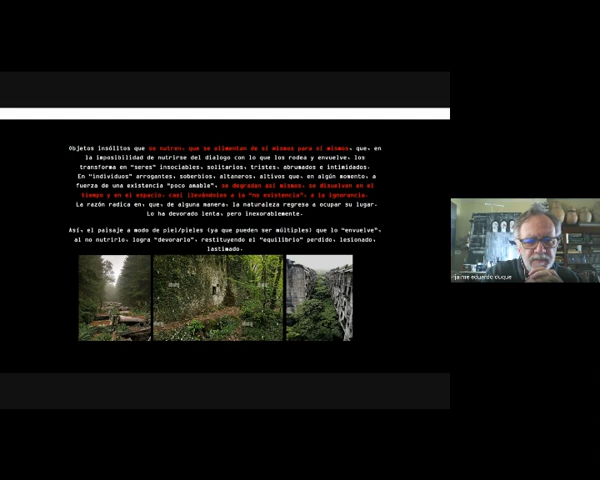 Objetos insólitos que se nutren, que se alimentan de sí mismos para sí mismos, que, en
la imposibilidad de nutrirse del dialogo con lo que los rodea y envuelve, los
transforma en "seres" insociables, solitarios, tristes, abrumados e intimidados.
En "individuos" arrogantes, soberbios, altaneros, altivos que, en algún momento, a
fuerza de una existencia "poco amable", se degradan así mismos, se disuelven en el
tiempo y en el espacio, casi llevándonlos a la "no existencia", a la ignorancia.
La razón radica en, que, de alguna manera, la naturaleza regresa a ocupar su lugar.
Lo ha devorado lenta, pero inexorablemente.
Así, el paisaje a modo de piel/pieles (ya que pueden ser múltiples) que lo "envuelve",
al no nutrirlo, logra "devorarlo", restituyendo el "equilibrio" perdido, lesionado,
lastimado.
jaime eduardo duque